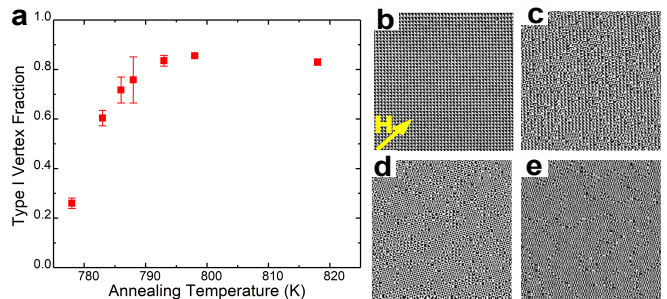 a
1.0
0.8
0.6
0.4
0.2
0.0
Type I Vertex Fraction
780 790 800 810 820
Annealing Temperature (K)
b
H
c
d
e